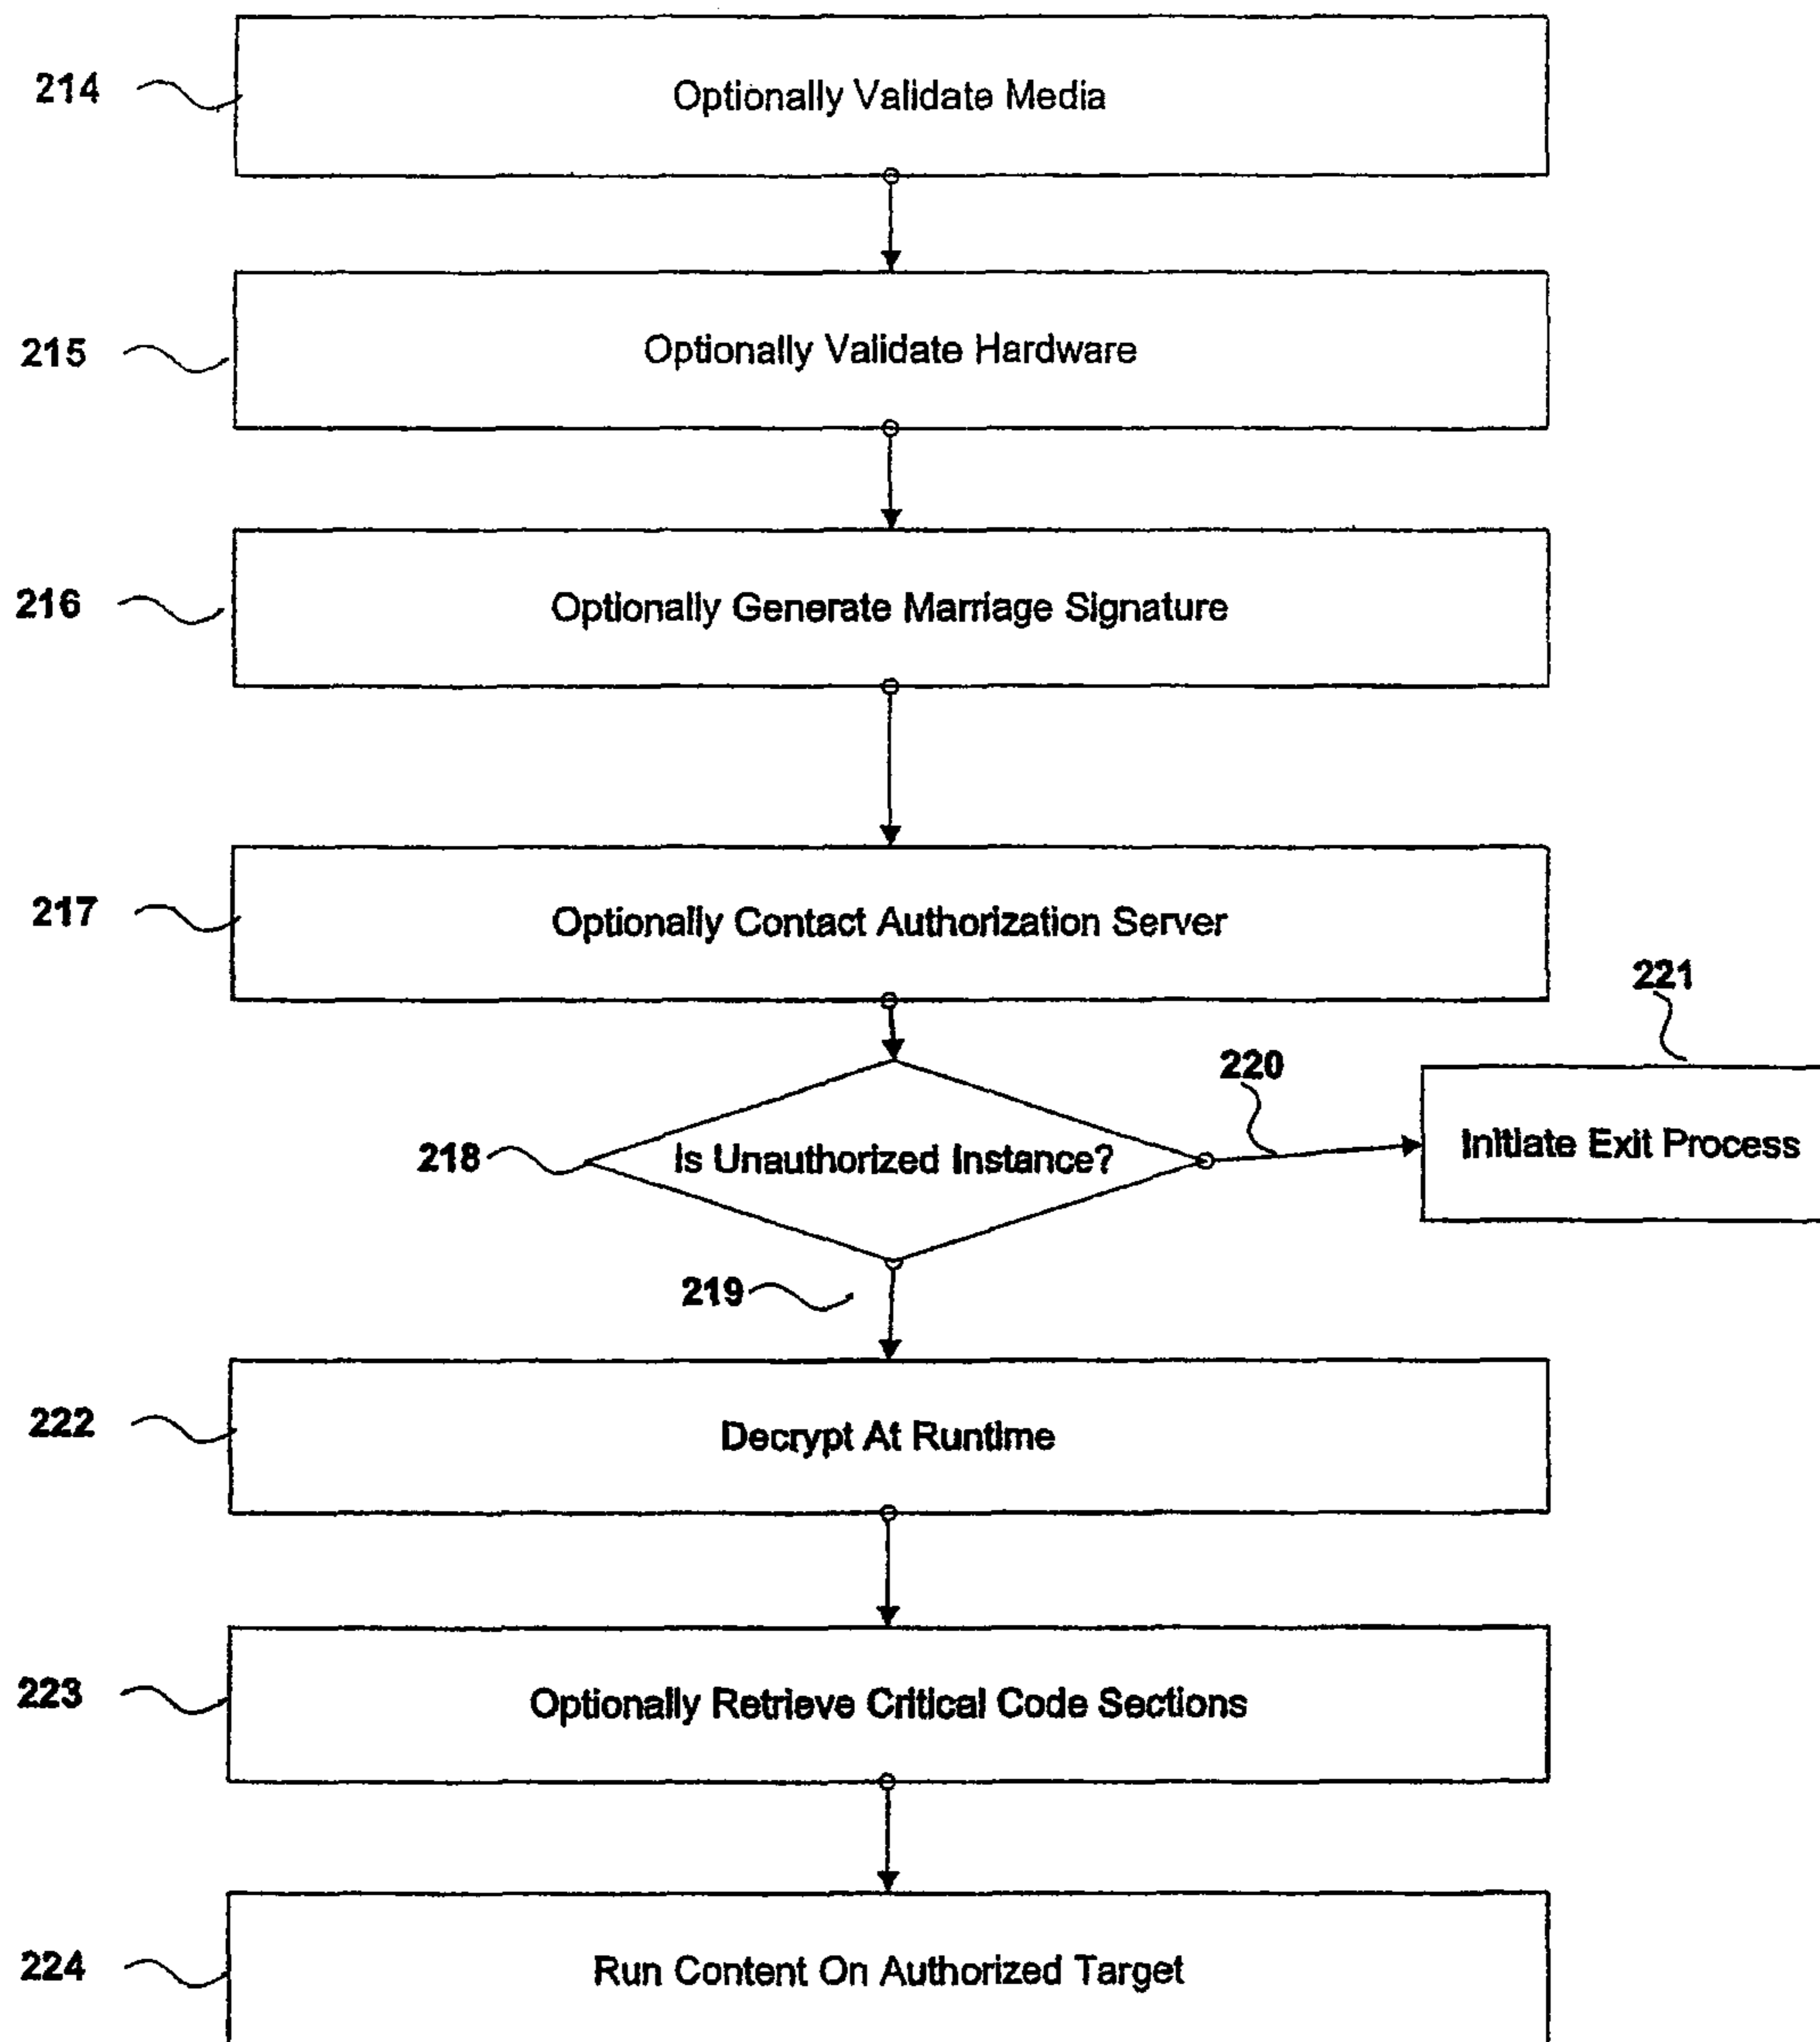 214
Optionally Validate Media
215
Optionally Validate Hardware
216
Optionally Generate Marriage Signature
217
Optionally Contact Authorization Server
221
220
218
Is Unauthorized Instance?
Initiate Exit Process
219
222
Decrypt At Runtime
223
Optionally Retrieve Critical Code Sections
224
Run Content On Authorized Target